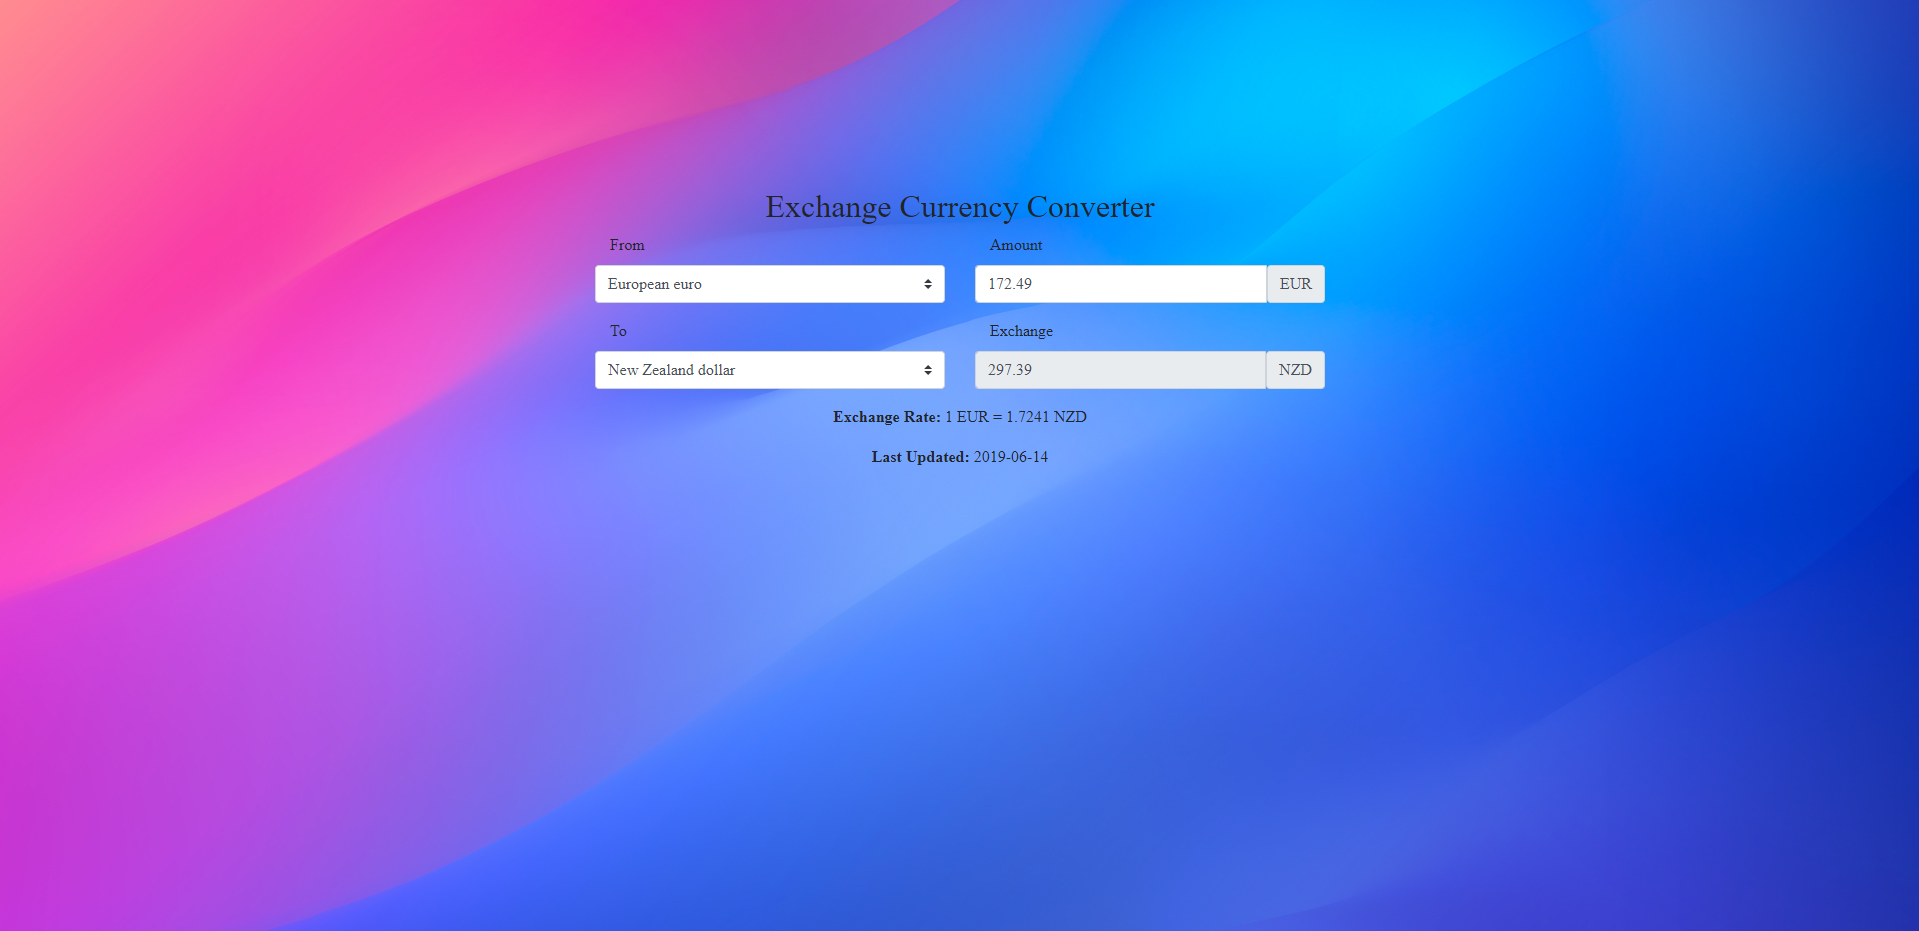 Exchange Currency Converter
From Amount
European euro 172.49 EUR
To Exchange
New Zealand dollar 297.39 NZD
Exchange Rate: 1 EUR = 1.7241 NZD
Last Updated: 2019-06-14